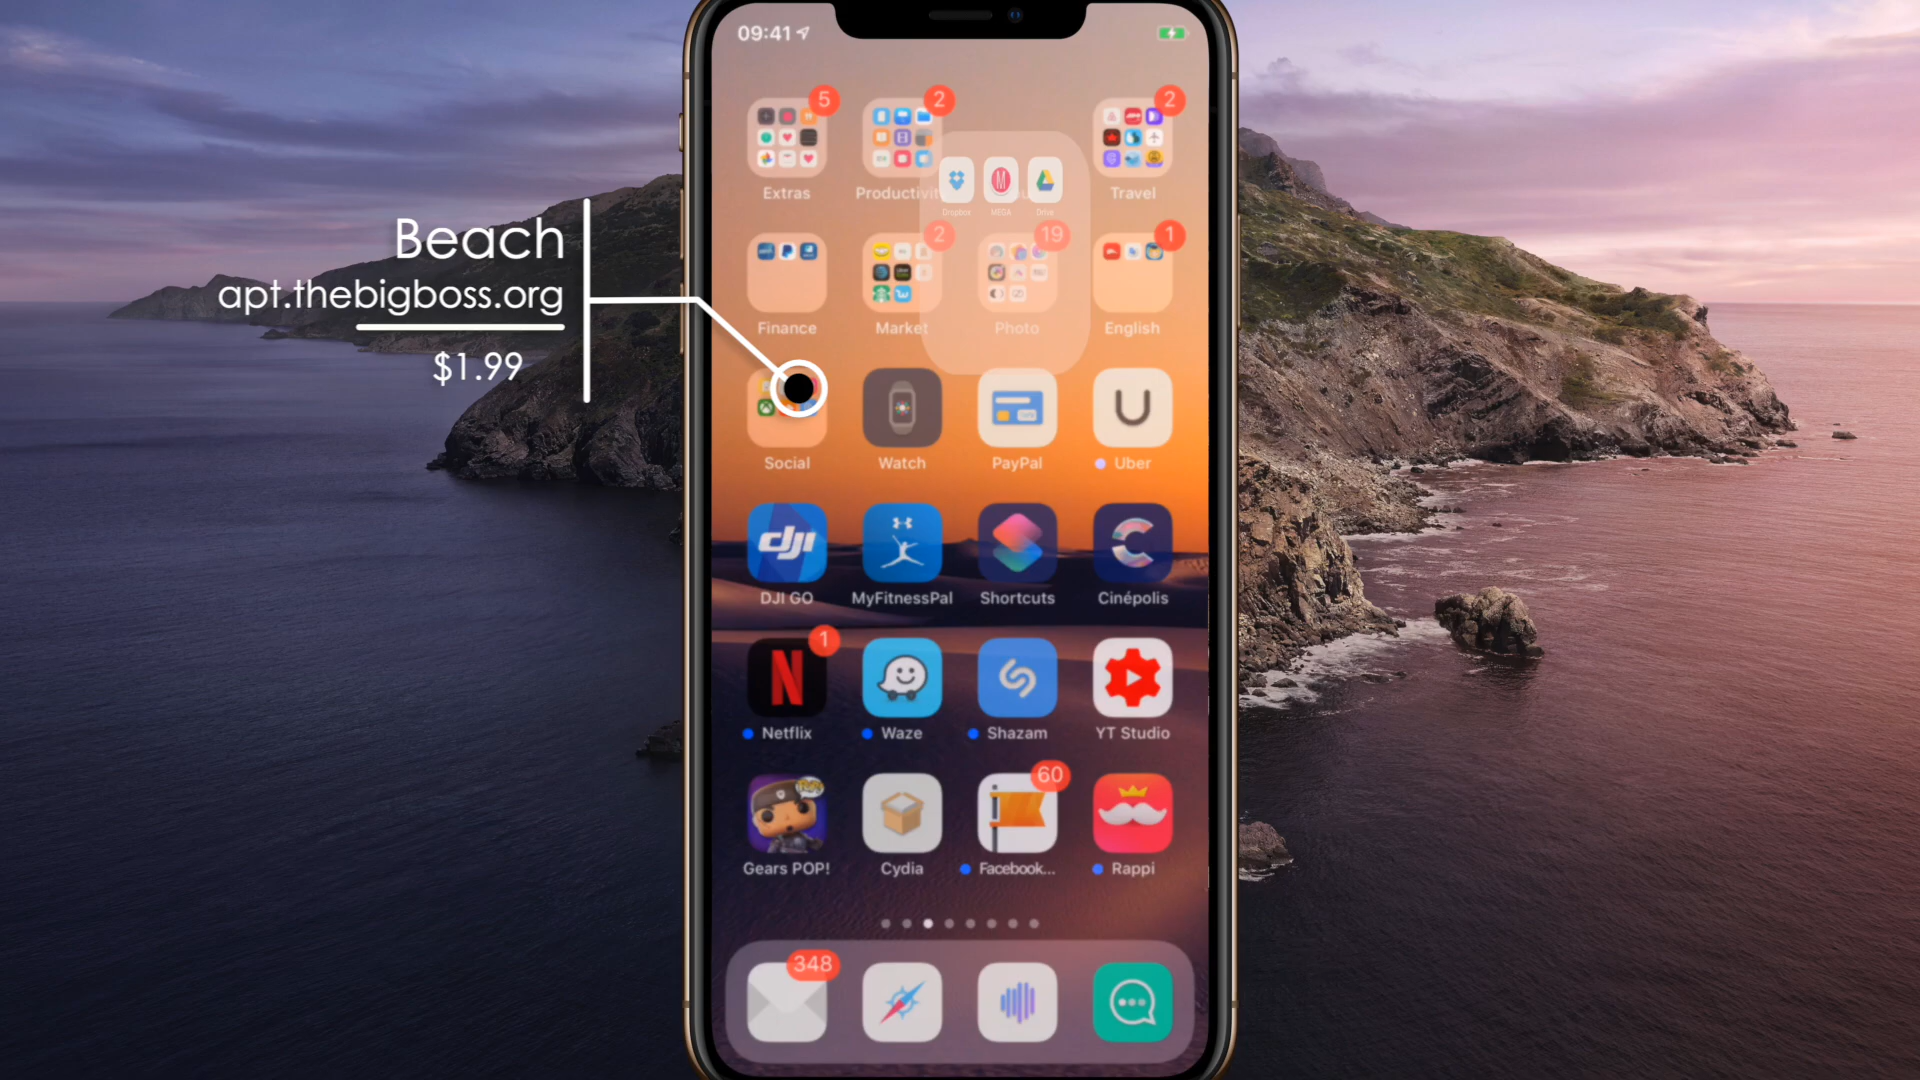 09:41
5
2
2
Extras
Productivit
Travel
Dropbox
MEGA
Drive
Beach
apt.thebigboss.org
$1.99
2
19
1
Finance
Market
Photo
English
Social
Watch
PayPal
Uber
dji
DJI GO
MyFitnessPal
Shortcuts
Cinépolis
1
Netflix
Waze
Shazam
YT Studio
60
Gears POP!
Cydia
Facebook...
Rappi
348